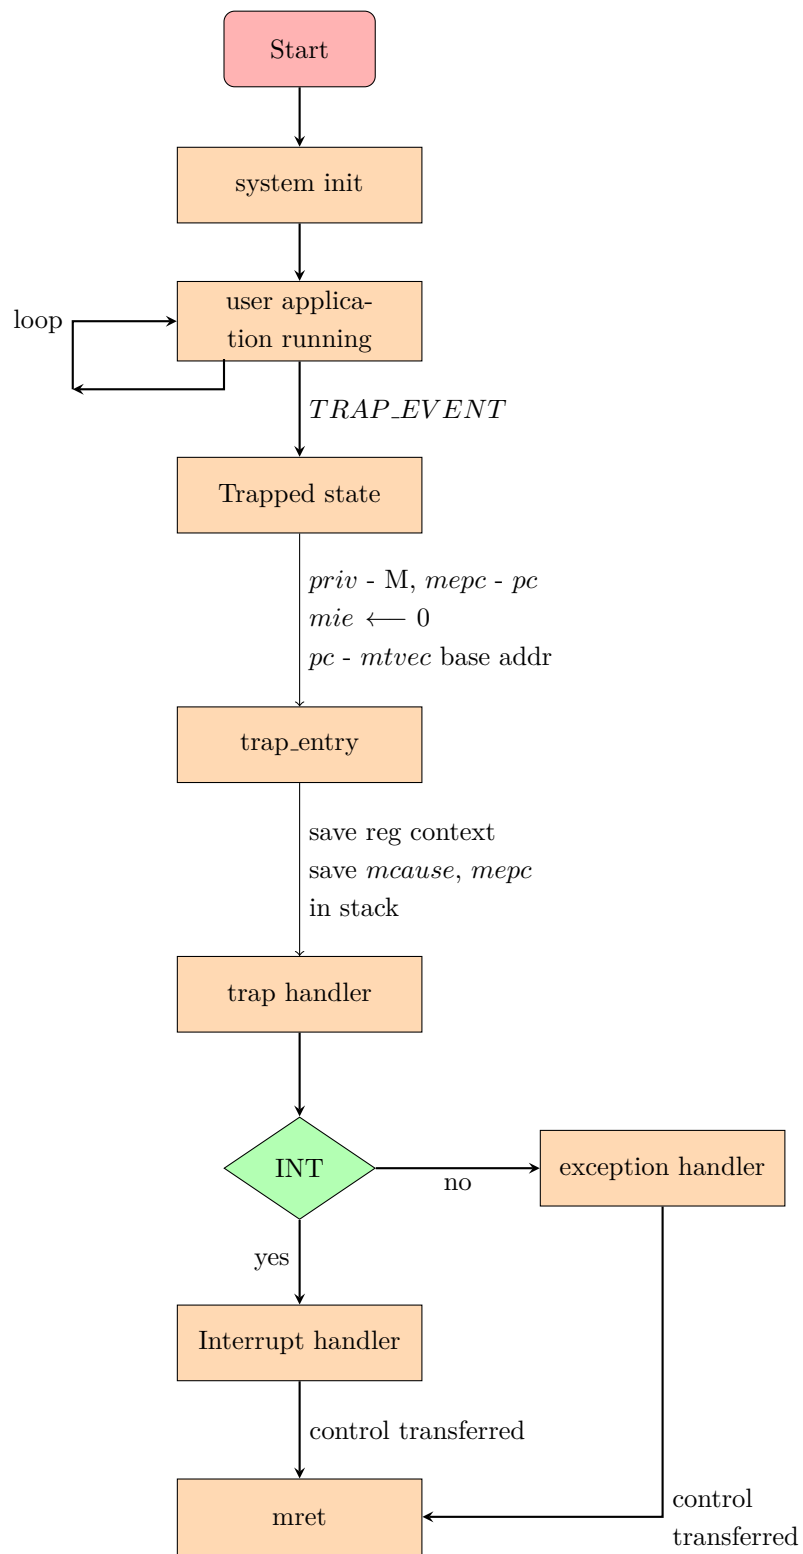 Start
system init
user applica-
tion running
loop
TRAP_EVENT
Trapped state
priv - M, mepc - pc
mie ⟵ 0
pc - mtvec base addr
trap_entry
save reg context
save mcause, mepc
in stack
trap handler
INT
no
exception handler
yes
Interrupt handler
control transferred
mret
control
transferred